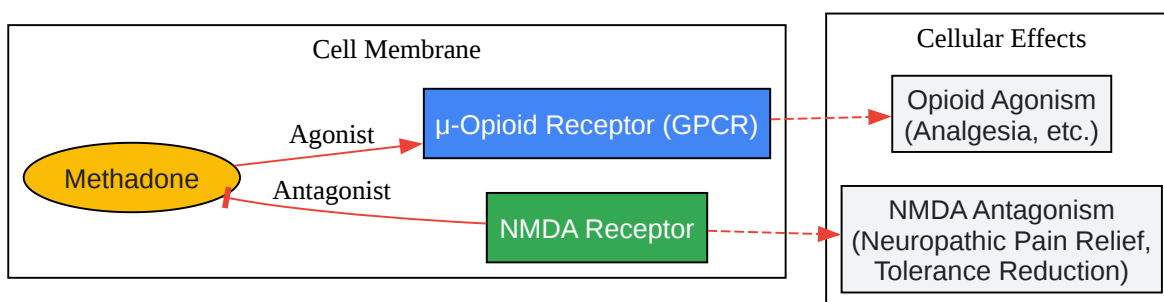 Cell Membrane
Cellular Effects
Methadone
Agonist
Antagonist
μ-Opioid Receptor (GPCR)
NMDA Receptor
Opioid Agonism
(Analgesia, etc.)
NMDA Antagonism
(Neuropathic Pain Relief,
Tolerance Reduction)